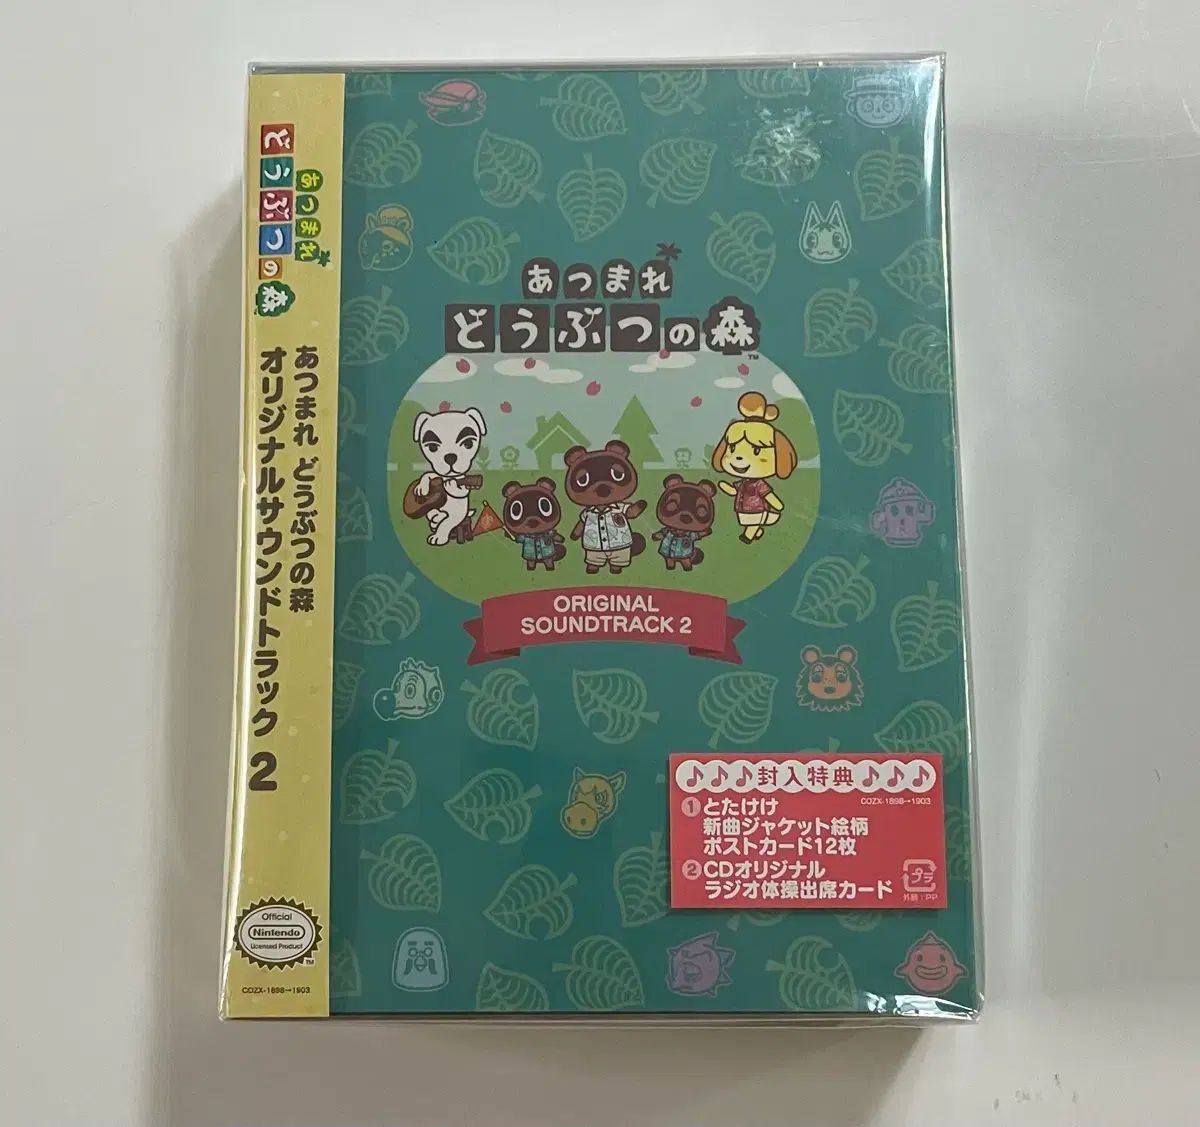 あつまれ
どうぶつの森
あつまれ どうぶつの森
オリジナルサウンドトラック 2
Official
Nintendo
Licensed Product
TM
COZX-1898→1903
あつまれ
どうぶつの森
TM
ORIGINAL
SOUNDTRACK 2
♪♪♪封入特典♪♪♪
COZX-1898→1903
1 とたけけ
新曲ジャケット絵柄
ポストカード12枚
2 CDオリジナル
ラジオ体操出席カード
プラ
外装:PP